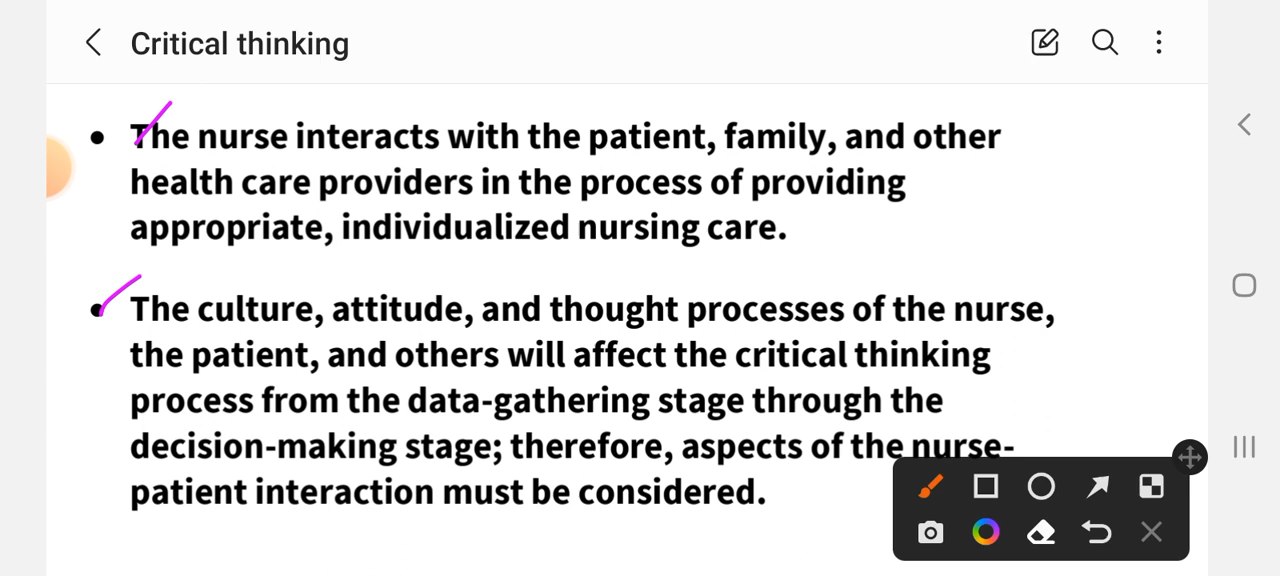 Critical thinking
• The nurse interacts with the patient, family, and other
health care providers in the process of providing
appropriate, individualized nursing care.
• The culture, attitude, and thought processes of the nurse,
the patient, and others will affect the critical thinking
process from the data-gathering stage through the
decision-making stage; therefore, aspects of the nurse-
patient interaction must be considered.